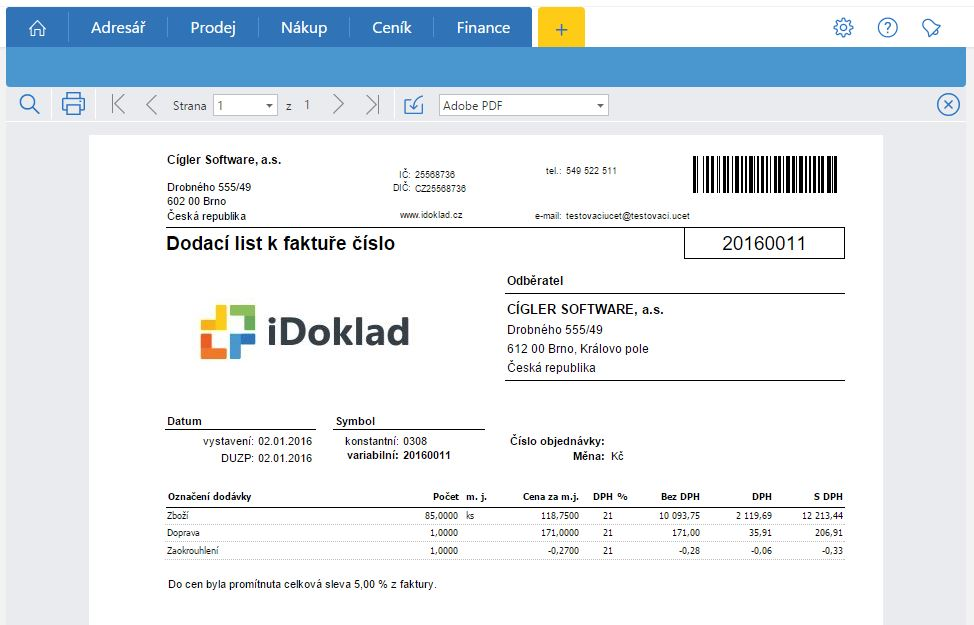 Adresář Prodej Nákup Ceník Finance +
Strana 1 z 1 Adobe PDF
Cígler Software, a.s.
Drobného 555/49
602 00 Brno
Česká republika
IČ: 25568736
DIČ: CZ25568736
www.idoklad.cz
tel.: 549 522 511
e-mail: testovaciucet@testovaci.ucet
Dodací list k faktuře číslo 20160011
iDoklad
Odběratel
CÍGLER SOFTWARE, a.s.
Drobného 555/49
612 00 Brno, Královo pole
Česká republika
Datum
vystavení: 02.01.2016
DUZP: 02.01.2016
Symbol
konstantní: 0308
variabilní: 20160011
Číslo objednávky:
Měna: Kč
Označení dodávky Počet m. j. Cena za m.j. DPH % Bez DPH DPH S DPH
Zboží 85,0000 ks 118,7500 21 10 093,75 2 119,69 12 213,44
Doprava 1,0000 171,0000 21 171,00 35,91 206,91
Zaokrouhlení 1,0000 -0,2700 21 -0,28 -0,06 -0,33
Do cen byla promítnuta celková sleva 5,00 % z faktury.